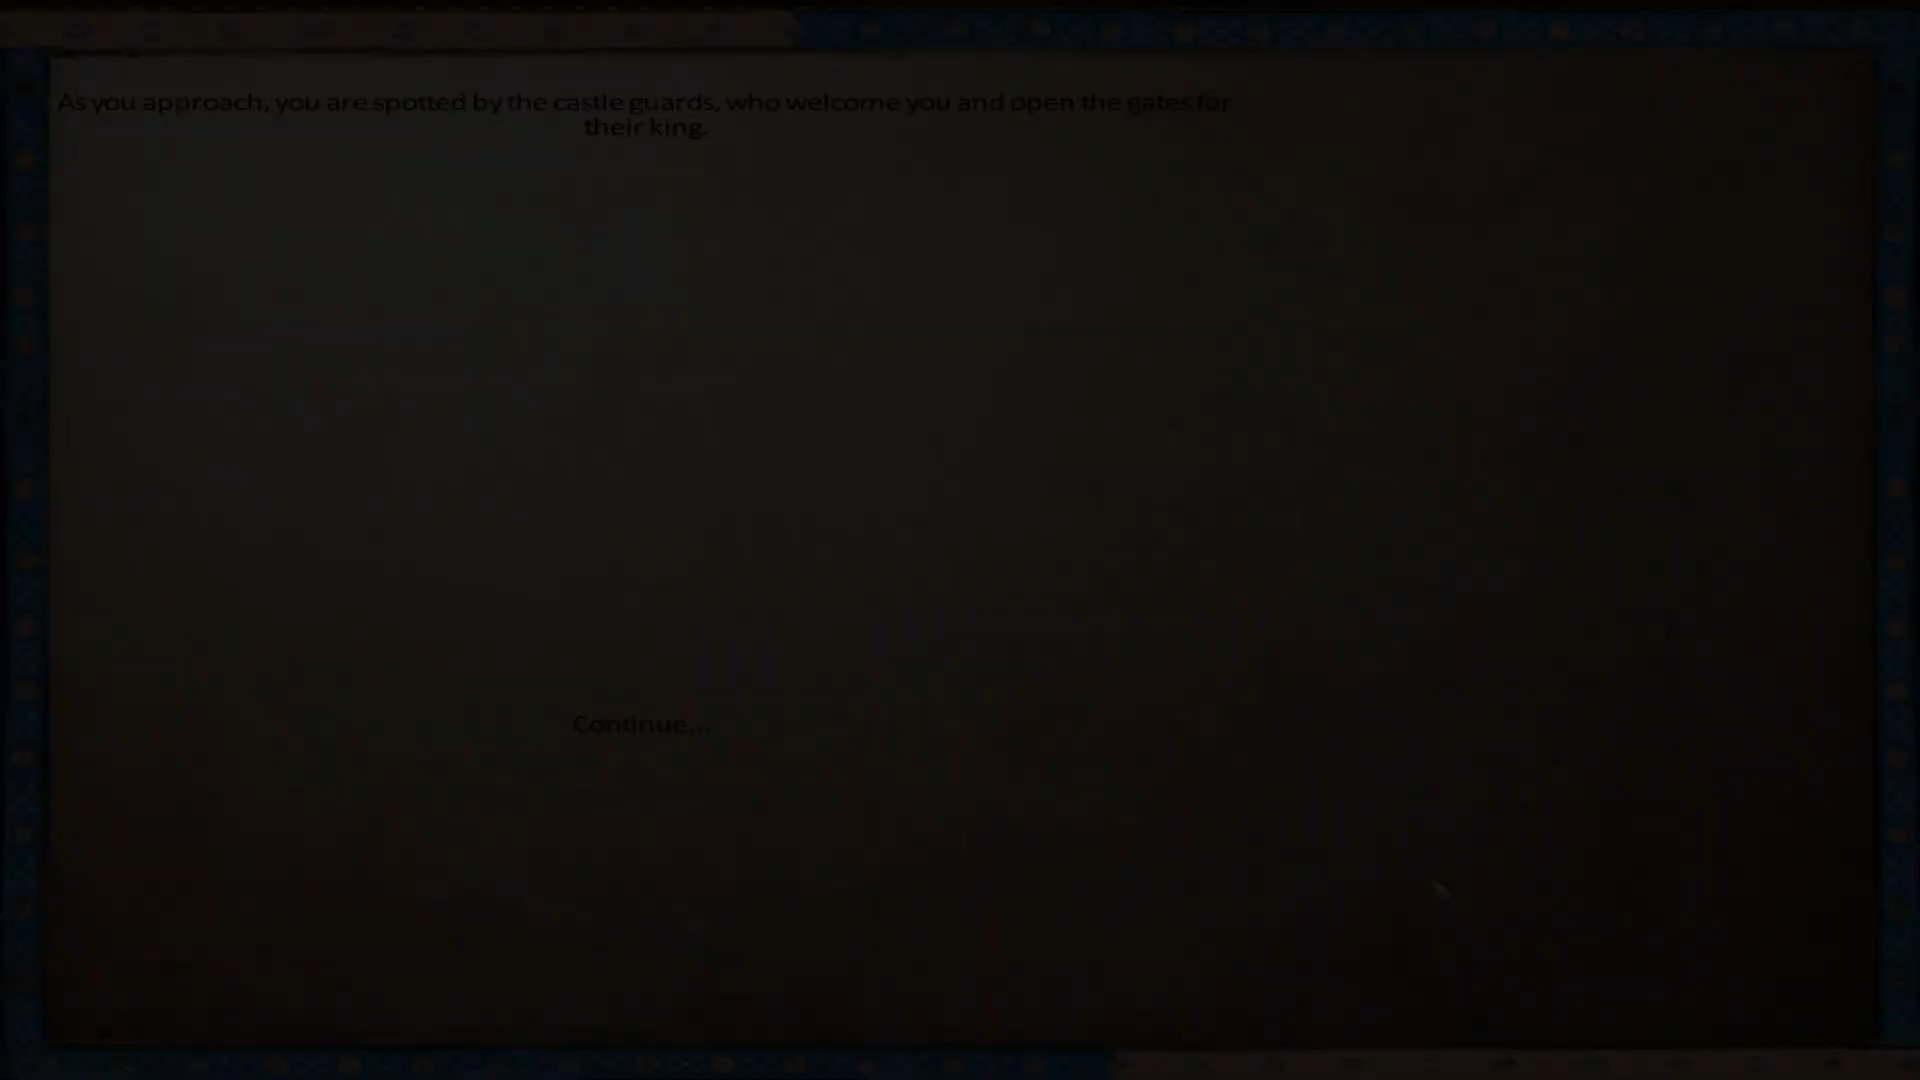 As you approach, you are spotted by the castle guards, who welcome you and open the gates for
their king.
Continue...